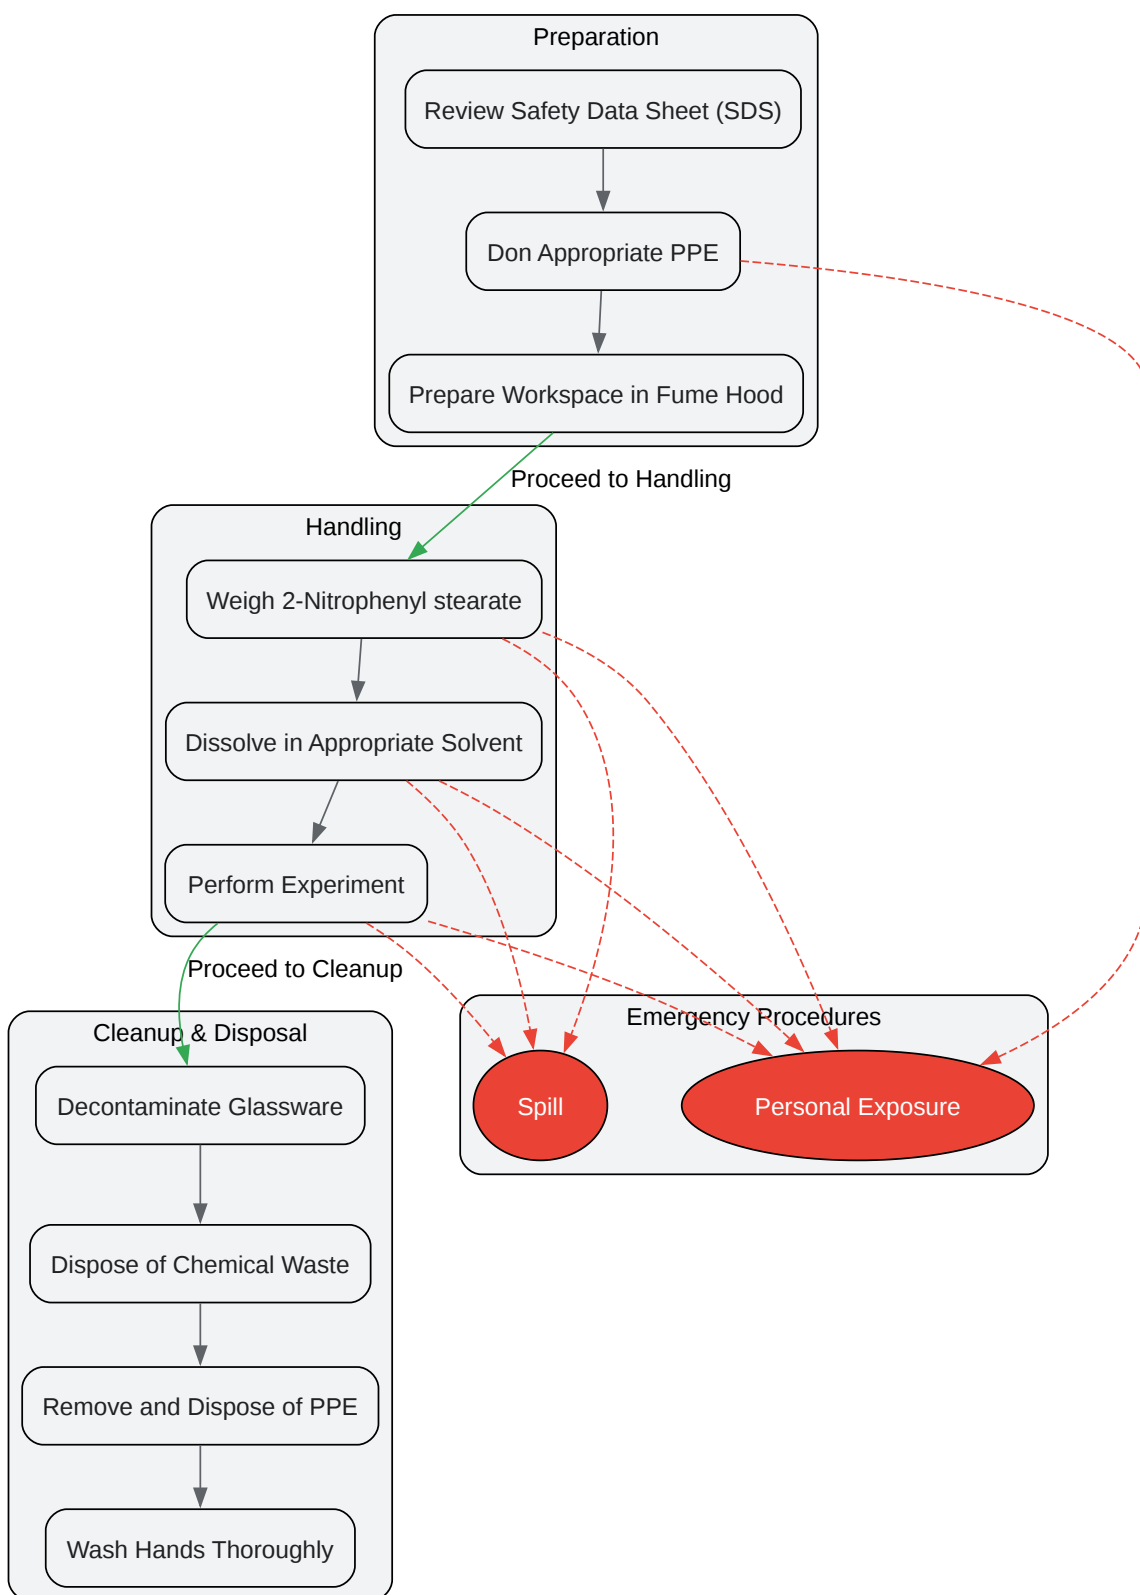 Preparation
Review Safety Data Sheet (SDS)
Don Appropriate PPE
Prepare Workspace in Fume Hood
Proceed to Handling
Handling
Weigh 2-Nitrophenyl stearate
Dissolve in Appropriate Solvent
Perform Experiment
Proceed to Cleanup
Cleanup & Disposal
Decontaminate Glassware
Dispose of Chemical Waste
Remove and Dispose of PPE
Wash Hands Thoroughly
Emergency Procedures
Spill
Personal Exposure